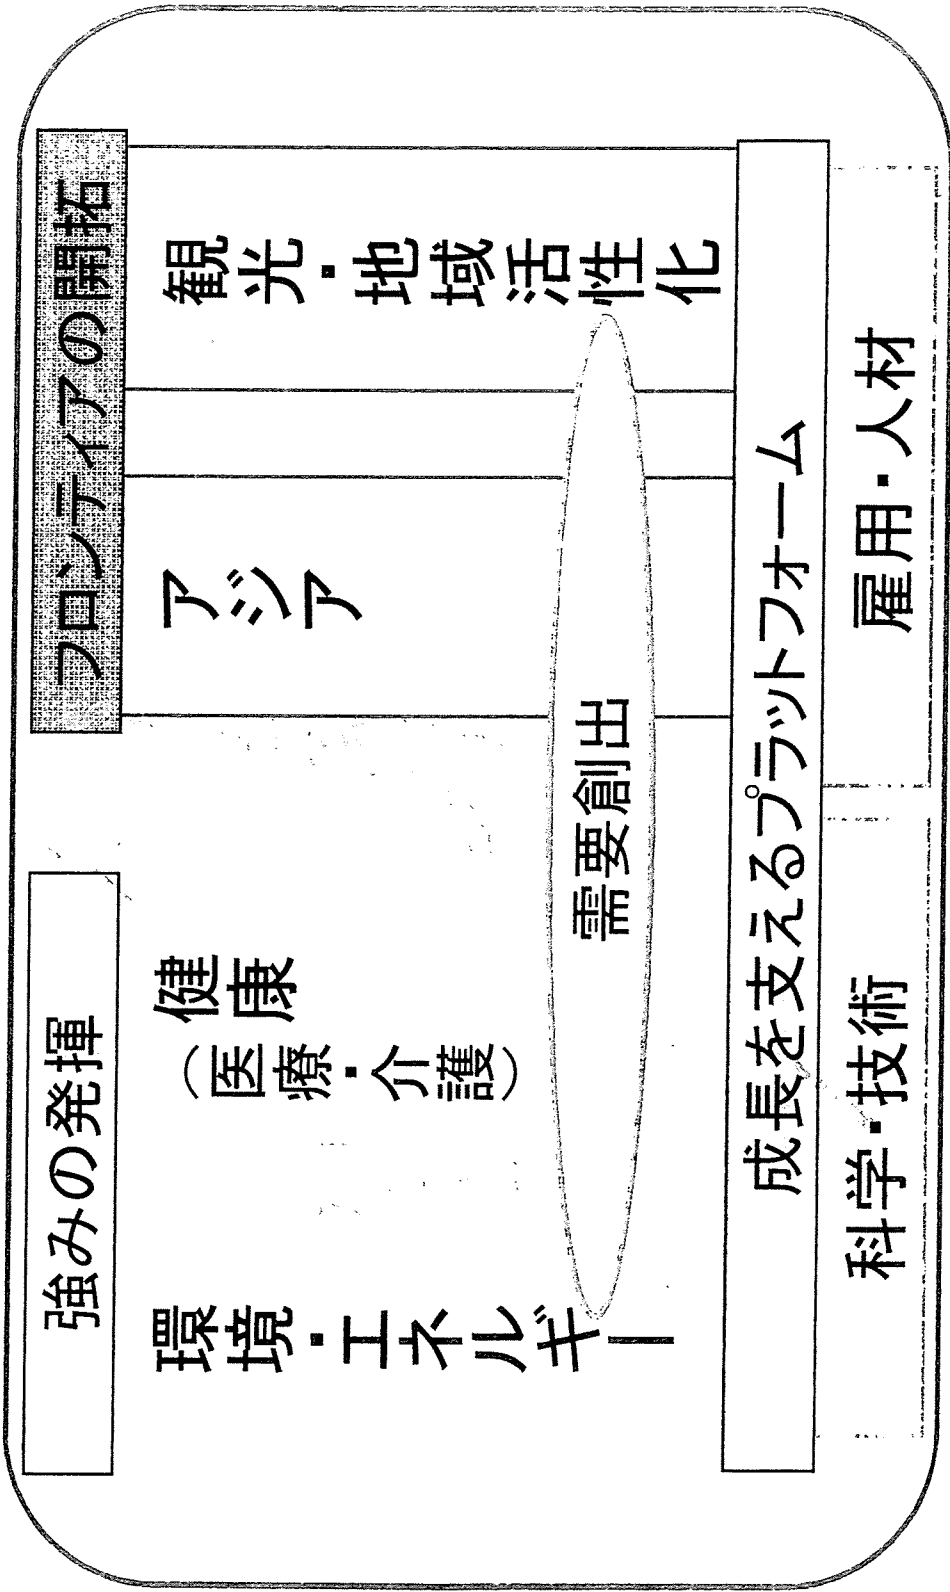 強みの発揮
フロンティアの開拓
環境・エネルギー
健康
（医療・介護）
アジア
観光・地域活性化
需要創出
成長を支えるプラットフォーム
科学・技術
雇用・人材